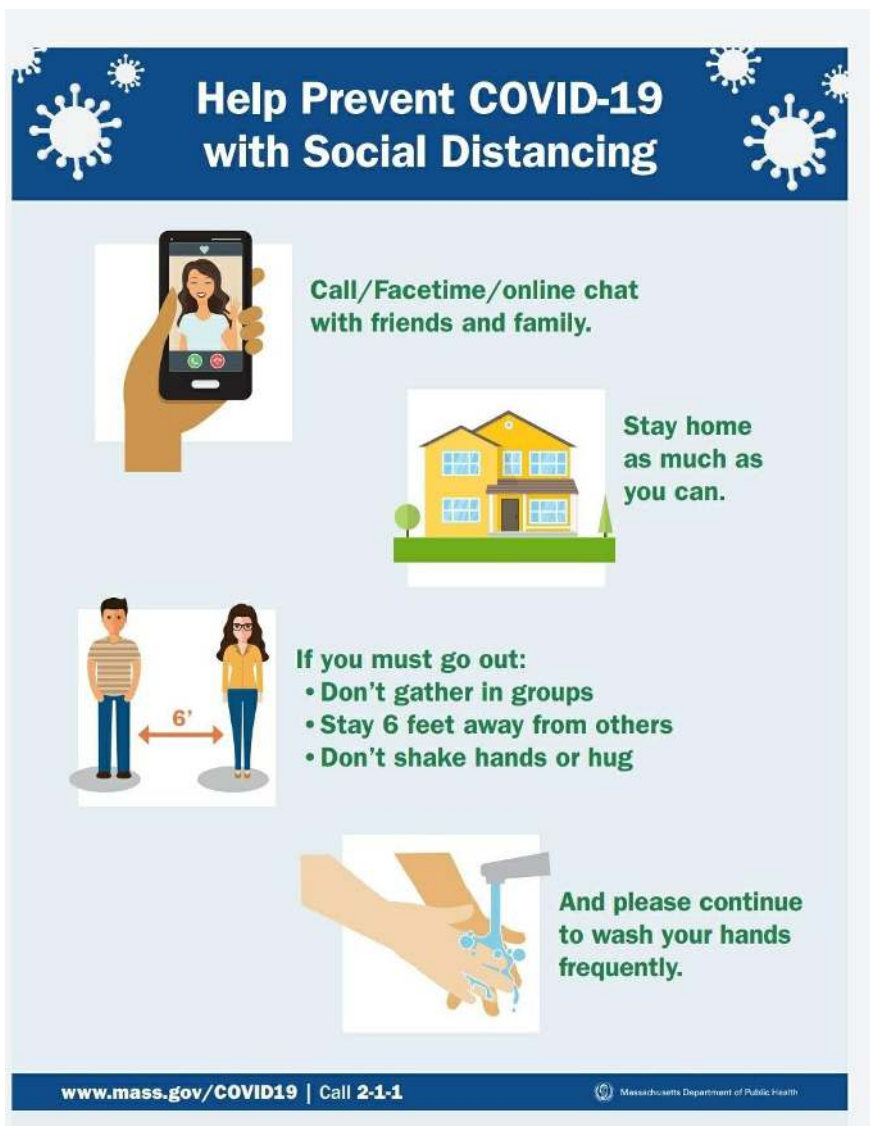 Help Prevent COVID-19
with Social Distancing
Call/Facetime/online chat
with friends and family.
Stay home
as much as
you can.
6'
If you must go out:
• Don't gather in groups
• Stay 6 feet away from others
• Don't shake hands or hug
And please continue
to wash your hands
frequently.
www.mass.gov/COVID19 | Call 2-1-1
Massachusetts Department of Public Health